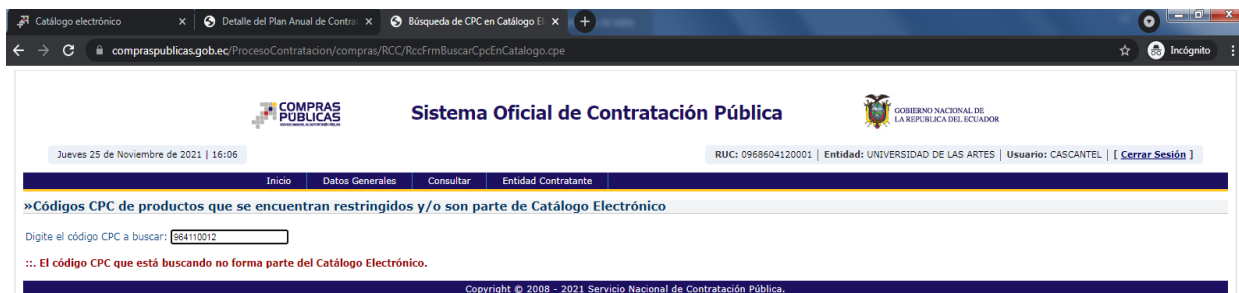 Catálogo electrónico
Detalle del Plan Anual de Contrat
Búsqueda de CPC en Catálogo El
compraspublicas.gob.ec/ProcesoContratacion/compras/RCC/RccFrmBuscarCpcEnCatalogo.cpe
Incógnito
COMPRAS
PÚBLICAS
Sistema Oficial de Contratación Pública
GOBIERNO NACIONAL DE
LA REPUBLICA DEL ECUADOR
Jueves 25 de Noviembre de 2021 | 16:06
RUC: 0968604120001 | Entidad: UNIVERSIDAD DE LAS ARTES | Usuario: CASCANTEL | [ Cerrar Sesión ]
Inicio Datos Generales Consultar Entidad Contratante
»Códigos CPC de productos que se encuentran restringidos y/o son parte de Catálogo Electrónico
Digite el código CPC a buscar: 964110012
::. El código CPC que está buscando no forma parte del Catálogo Electrónico.
Copyright © 2008 - 2021 Servicio Nacional de Contratación Pública.